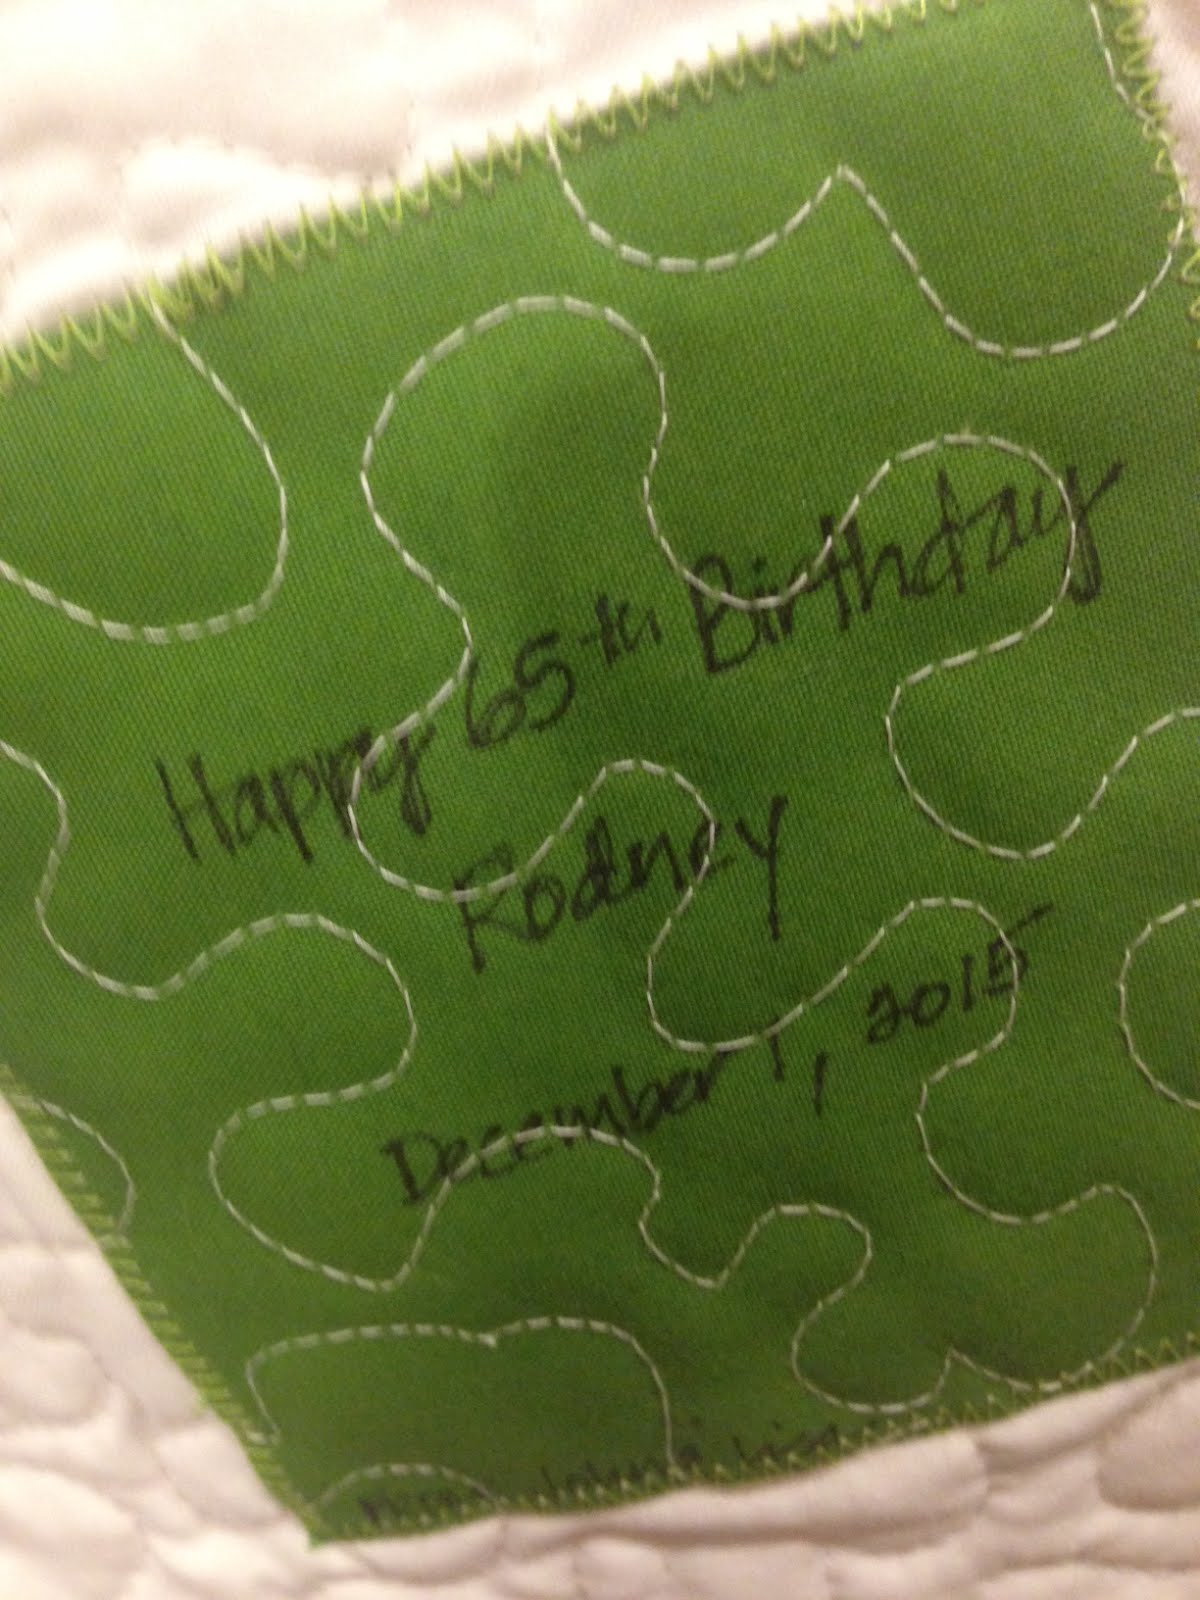 Happy 65th Birthday
Rodney
December 1, 2015